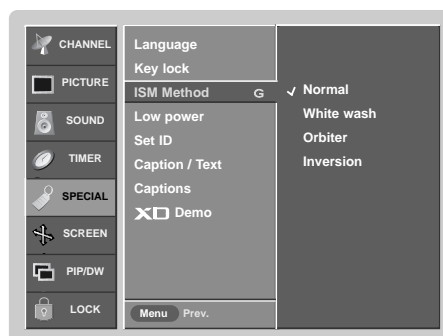 CHANNEL
PICTURE
SOUND
TIMER
SPECIAL
SCREEN
PIP/DW
LOCK
Language
Key lock
ISM Method G
Low power
Set ID
Caption / Text
Captions
XD Demo
Menu Prev.
Normal
White wash
Orbiter
Inversion